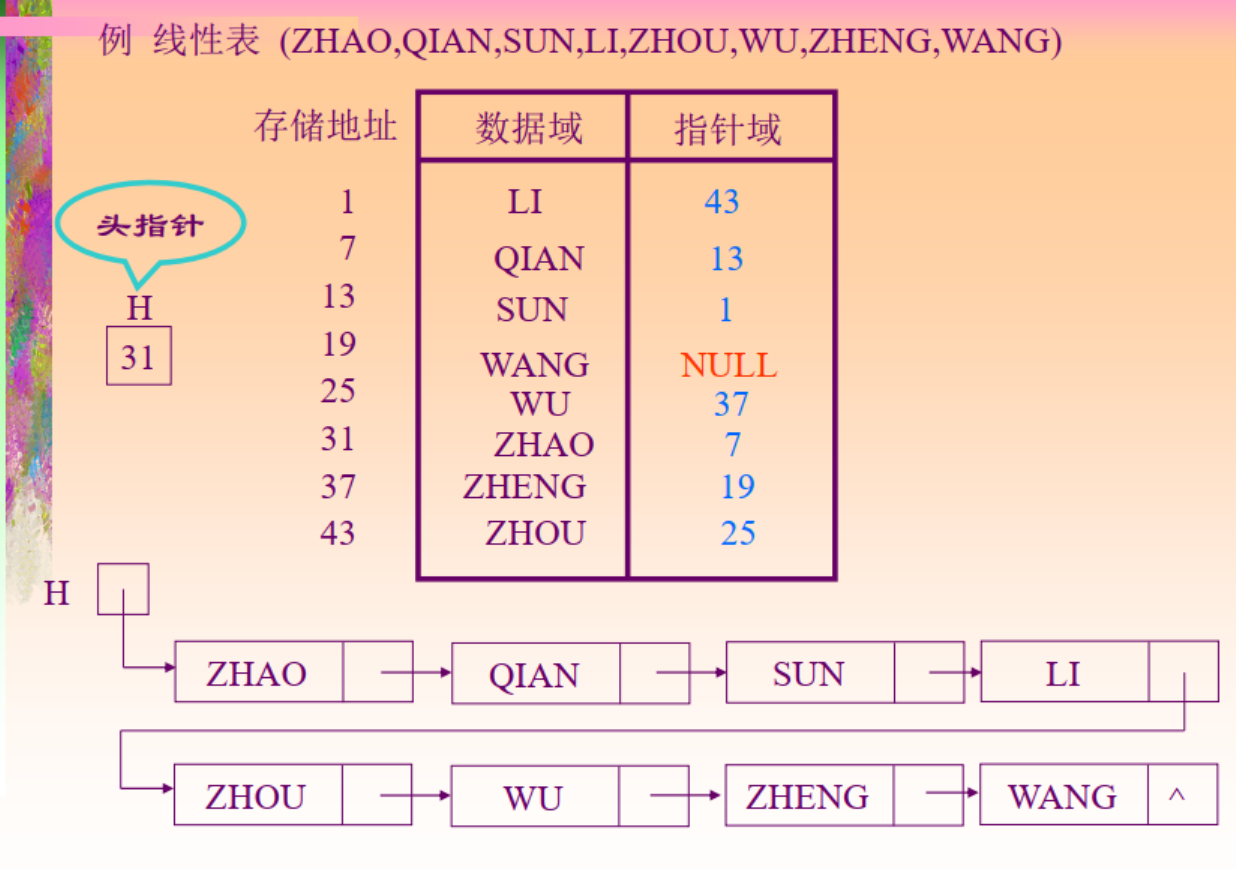 例 线性表 (ZHAO,QIAN,SUN,LI,ZHOU,WU,ZHENG,WANG)
存储地址 数据域 指针域
头指针
H
31
1 LI 43
7 QIAN 13
13 SUN 1
19 WANG NULL
25 WU 37
31 ZHAO 7
37 ZHENG 19
43 ZHOU 25
H
ZHAO QIAN SUN LI
ZHOU WU ZHENG WANG ^